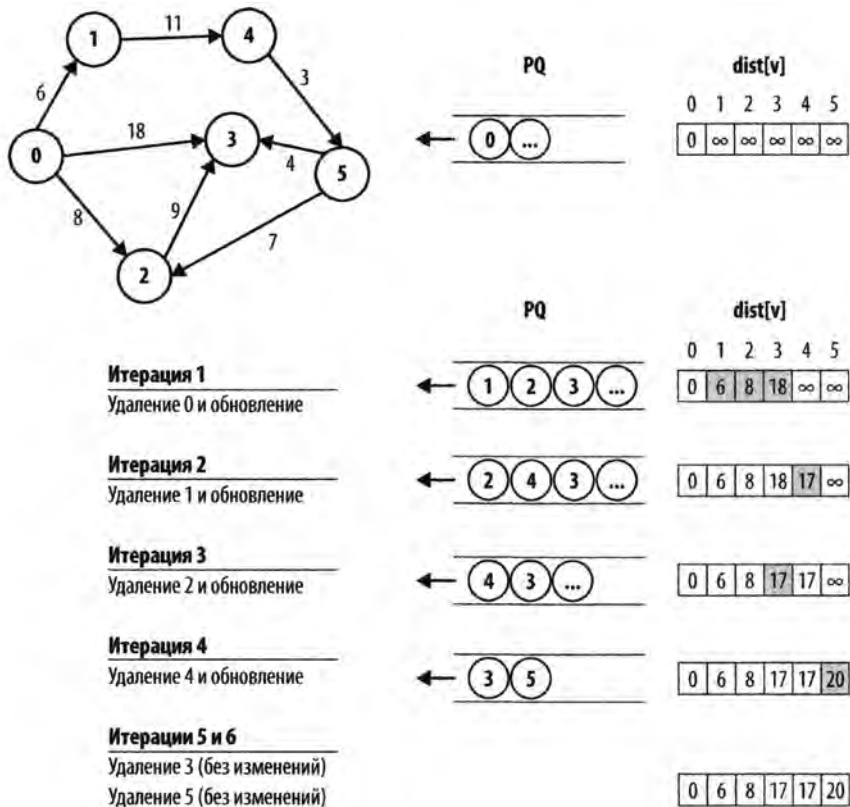 1 11 4
6 3
PQ dist[v]
0 1 2 3 4 5
0 18 3 4 5
0 ... 0 ∞ ∞ ∞ ∞ ∞
8 9 7
2
PQ dist[v]
0 1 2 3 4 5
Итерация 1
Удаление 0 и обновление
1 2 3 ... 0 6 8 18 ∞ ∞
Итерация 2
Удаление 1 и обновление
2 4 3 ... 0 6 8 18 17 ∞
Итерация 3
Удаление 2 и обновление
4 3 ... 0 6 8 17 17 ∞
Итерация 4
Удаление 4 и обновление
3 5 0 6 8 17 17 20
Итерации 5 и 6
Удаление 3 (без изменений)
Удаление 5 (без изменений)
0 6 8 17 17 20